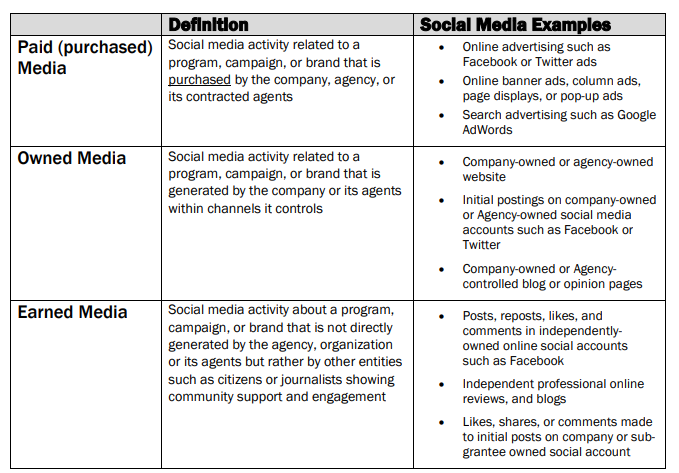 Definition
Social Media Examples
Paid (purchased)
Media
Social media activity related to a
program, campaign, or brand that is
purchased by the company, agency, or
its contracted agents
• Online advertising such as
Facebook or Twitter ads
• Online banner ads, column ads,
page displays, or pop-up ads
• Search advertising such as Google
AdWords
Owned Media
Social media activity related to a
program, campaign, or brand that is
generated by the company or its agents
within channels it controls
• Company-owned or agency-owned
website
• Initial postings on company-owned
or Agency-owned social media
accounts such as Facebook or
Twitter
• Company-owned or Agency-
controlled blog or opinion pages
Earned Media
Social media activity about a program,
campaign, or brand that is not directly
generated by the agency, organization
or its agents but rather by other entities
such as citizens or journalists showing
community support and engagement
• Posts, reposts, likes, and
comments in independently-
owned online social accounts
such as Facebook
• Independent professional online
reviews, and blogs
• Likes, shares, or comments made
to initial posts on company or sub-
grantee owned social account